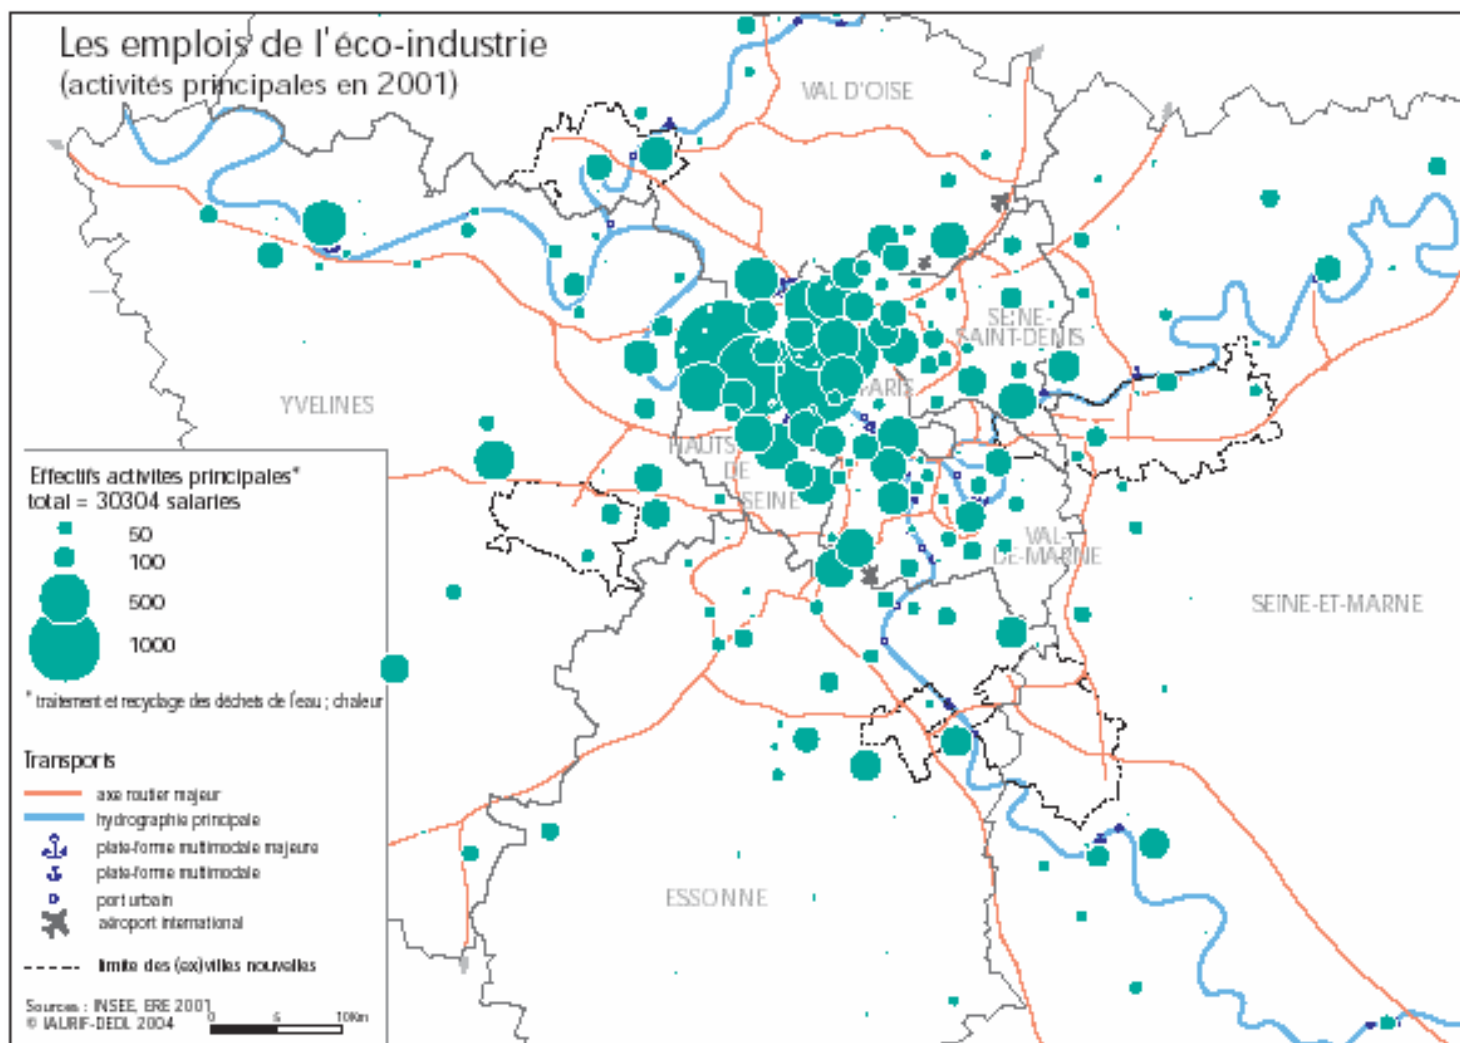 Les emplois de l'éco-industrie
(activités principales en 2001)
VAL D'OISE
SEINE-
SAINT-DENIS
YVELINES
PARIS
HAUTS
DE
SEINE
VAL-
DE-MARNE
SEINE-ET-MARNE
ESSONNE
Effectifs activites principales*
total = 30304 salaries
50
100
500
1000
* traitement et recyclage des déchets de l'eau ; chaleur
Transports
axe routier majeur
hydrographie principale
plate-forme multimodale majeure
plate-forme multimodale
port urbain
aéroport international
limite des (ex)villes nouvelles
Sources : INSEE, ERE 2001
© IAURIF-DEDL 2004
0 5 10Km